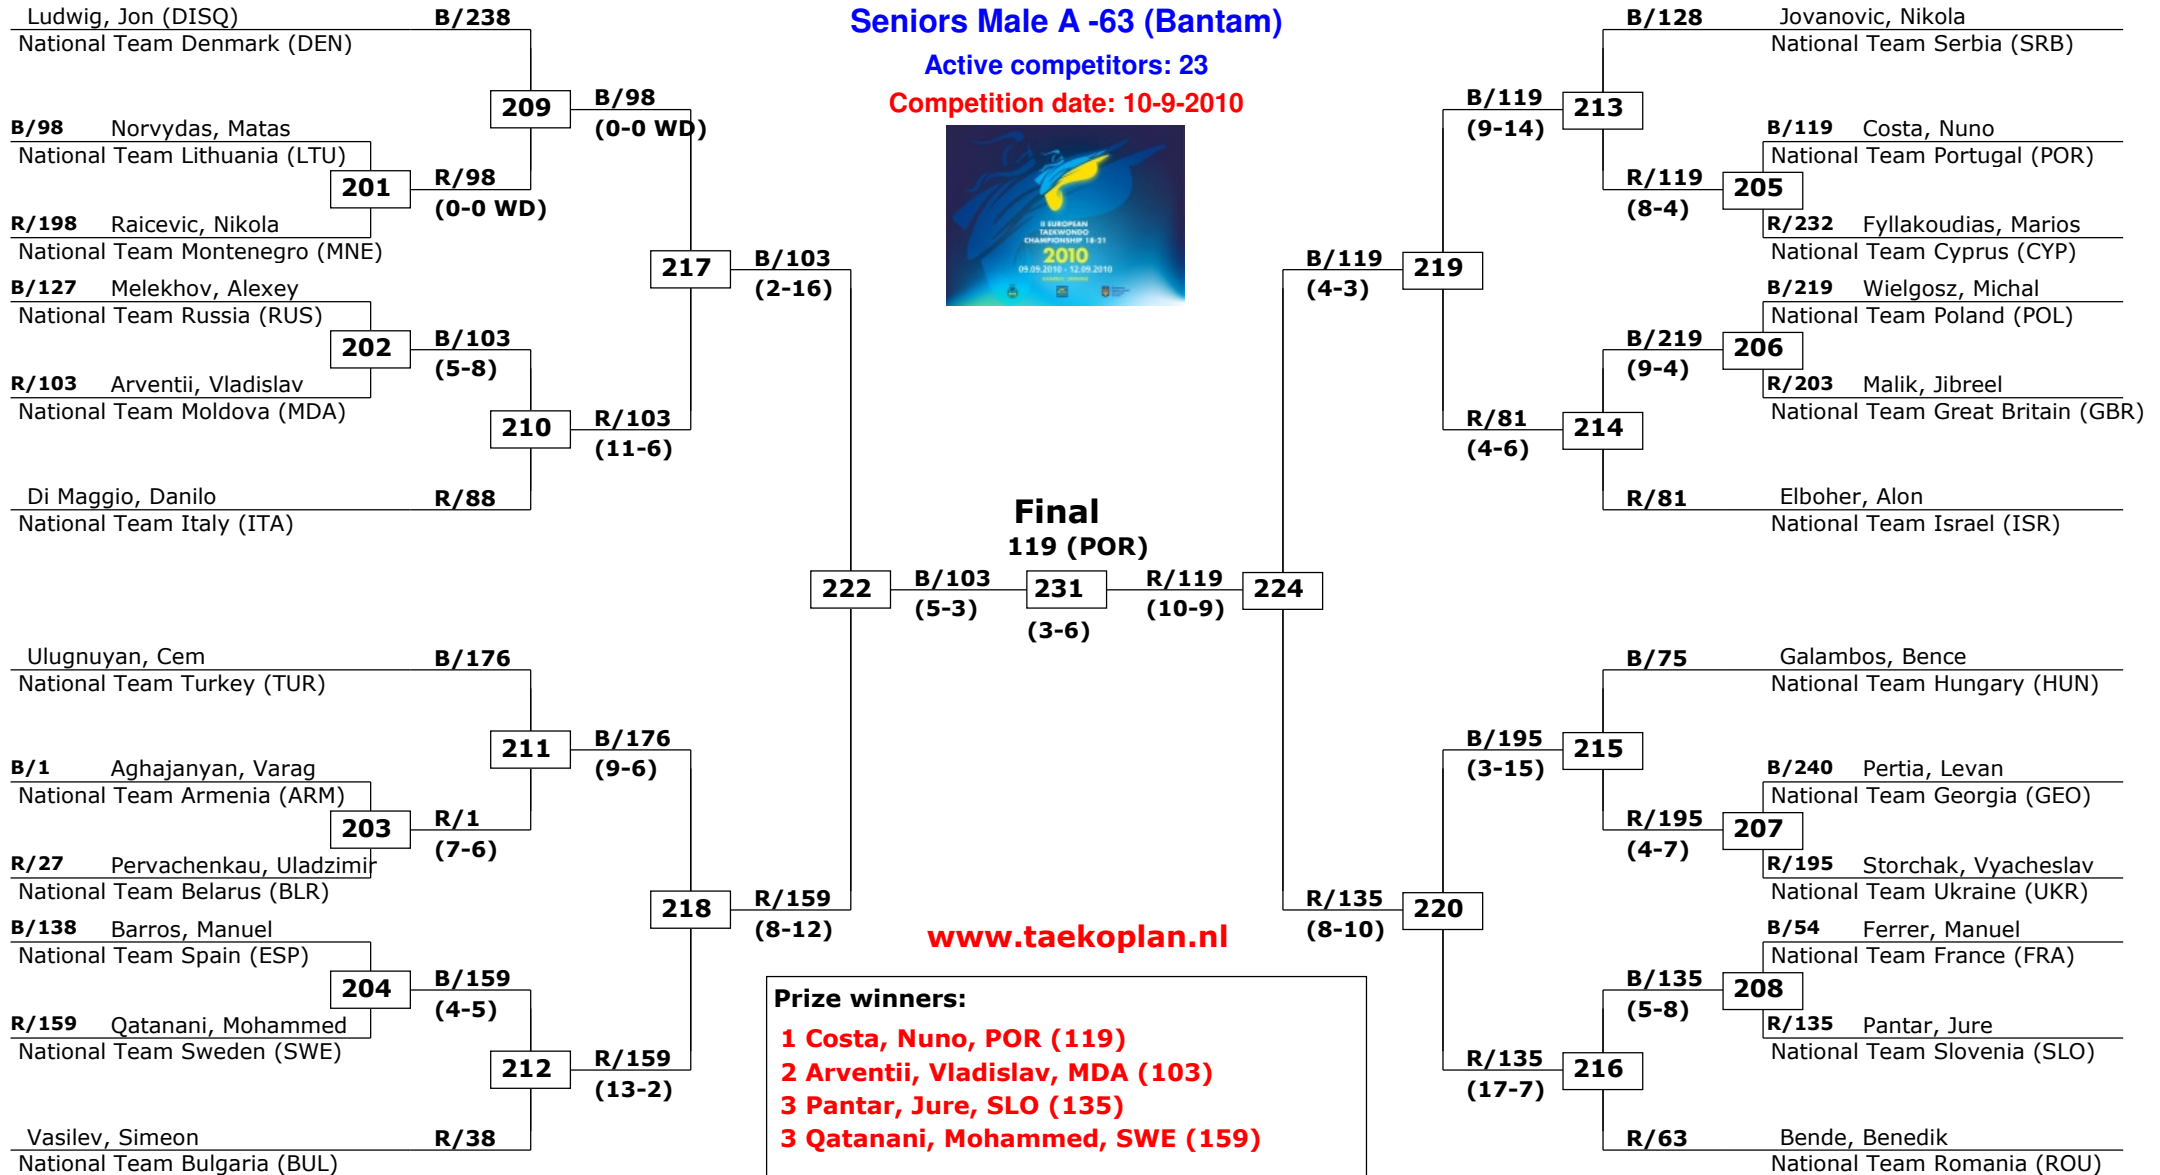 Seniors Male A -63 (Bantam)
Active competitors: 23
Competition date: 10-9-2010
II EUROPEAN
TAEKWONDO
CHAMPIONSHIP 18-21
2010
09.09.2010 - 12.09.2010
Ludwig, Jon (DISQ) B/238
National Team Denmark (DEN)
209
B/98
(0-0 WD)
B/98 Norvydas, Matas
National Team Lithuania (LTU)
201
R/98
(0-0 WD)
R/198 Raicevic, Nikola
National Team Montenegro (MNE)
217
B/103
(2-16)
B/127 Melekhov, Alexey
National Team Russia (RUS)
202
B/103
(5-8)
R/103 Arventii, Vladislav
National Team Moldova (MDA)
210
R/103
(11-6)
Di Maggio, Danilo R/88
National Team Italy (ITA)
222
B/103
(5-3)
Ulugnuyan, Cem B/176
National Team Turkey (TUR)
211
B/176
(9-6)
B/1 Aghajanyan, Varag
National Team Armenia (ARM)
203
R/1
(7-6)
R/27 Pervachenkau, Uladzimir
National Team Belarus (BLR)
218
R/159
(8-12)
B/138 Barros, Manuel
National Team Spain (ESP)
204
B/159
(4-5)
R/159 Qatanani, Mohammed
National Team Sweden (SWE)
212
R/159
(13-2)
Vasilev, Simeon R/38
National Team Bulgaria (BUL)
Final
119 (POR)
231
(3-6)
R/119
(10-9)
224
B/128 Jovanovic, Nikola
National Team Serbia (SRB)
B/119
(9-14)
213
B/119 Costa, Nuno
National Team Portugal (POR)
R/119
(8-4)
205
R/232 Fyllakoudias, Marios
National Team Cyprus (CYP)
B/119
(4-3)
219
B/219 Wielgosz, Michal
National Team Poland (POL)
B/219
(9-4)
206
R/203 Malik, Jibreel
National Team Great Britain (GBR)
R/81
(4-6)
214
R/81 Elboher, Alon
National Team Israel (ISR)
B/75 Galambos, Bence
National Team Hungary (HUN)
B/195
(3-15)
215
B/240 Pertia, Levan
National Team Georgia (GEO)
R/195
(4-7)
207
R/195 Storchak, Vyacheslav
National Team Ukraine (UKR)
R/135
(8-10)
220
B/54 Ferrer, Manuel
National Team France (FRA)
B/135
(5-8)
208
R/135 Pantar, Jure
National Team Slovenia (SLO)
R/135
(17-7)
216
R/63 Bende, Benedik
National Team Romania (ROU)
www.taekoplan.nl
Prize winners:
1 Costa, Nuno, POR (119)
2 Arventii, Vladislav, MDA (103)
3 Pantar, Jure, SLO (135)
3 Qatanani, Mohammed, SWE (159)